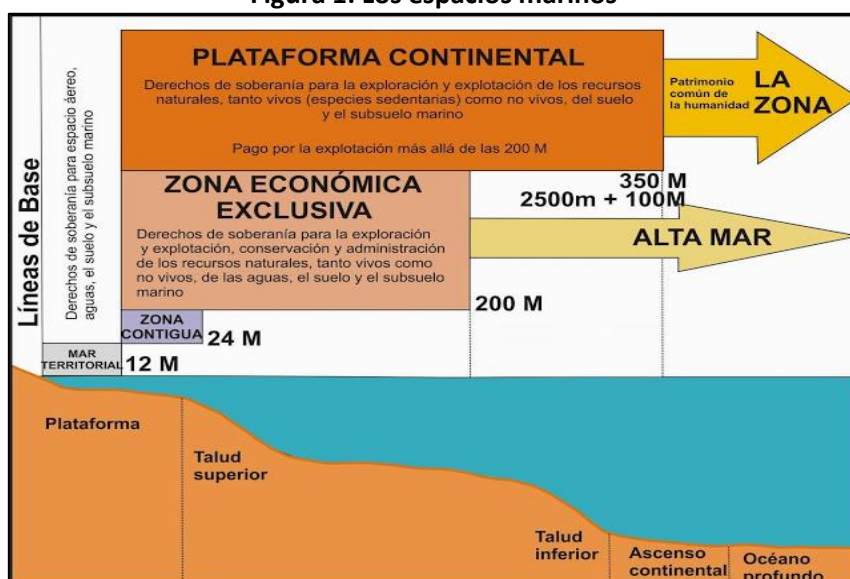 Figura 1. Los espacios marinos
Líneas de Base
Derechos de soberanía para espacio áereo,
aguas, el suelo y el subsuelo marino
PLATAFORMA CONTINENTAL
Derechos de soberanía para la exploración y explotación de los recursos
naturales, tanto vivos (especies sedentarias) como no vivos, del suelo
y el subsuelo marino
Pago por la explotación más allá de las 200 M
Patrimonio
común de
la humanidad
LA
ZONA
ZONA ECONÓMICA
EXCLUSIVA
Derechos de soberanía para la exploración
y explotación, conservación y administración
de los recursos naturales, tanto vivos como
no vivos, de las aguas, el suelo y el subsuelo
marino
350 M
2500m + 100M
ALTA MAR
200 M
ZONA
CONTIGUA
24 M
MAR
TERRITORIAL
12 M
Plataforma
Talud
superior
Talud
inferior
Ascenso
continental
Océano
profundo